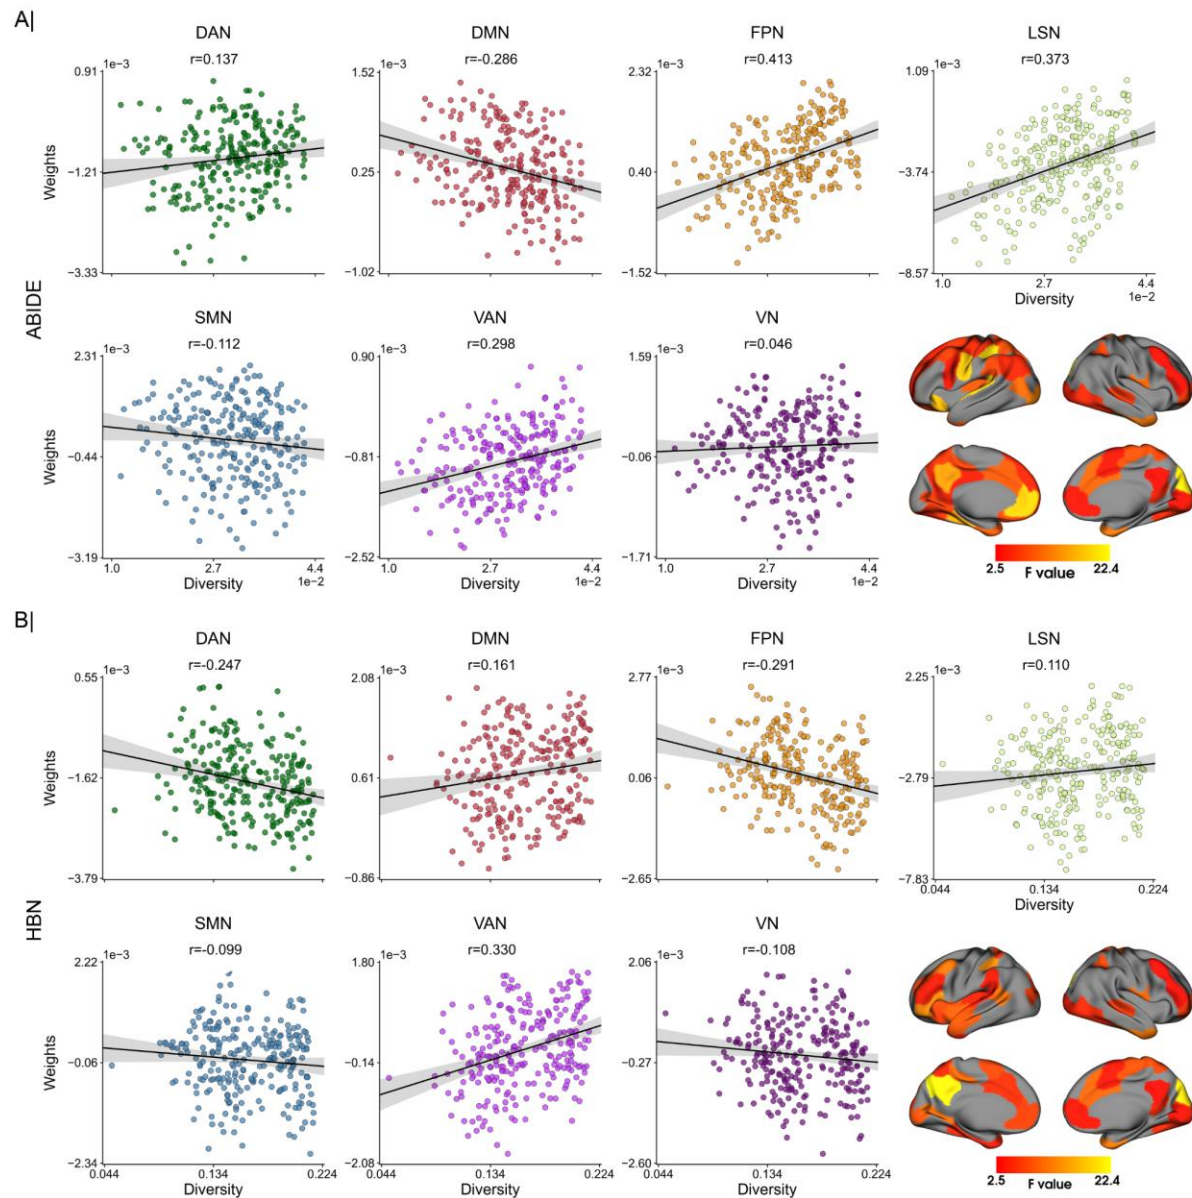 A|
DAN
DMN
FPN
LSN
r=0.137
r=−0.286
r=0.413
r=0.373
1e−3
1e−3
1e−3
1e−3
0.91
1.52
2.32
1.09
Weights
−1.21
0.25
0.40
−3.74
−3.33
−1.02
−1.52
−8.57
1.0
2.7
4.4
Diversity
1e−2
ABIDE
SMN
VAN
VN
r=−0.112
r=0.298
r=0.046
1e−3
1e−3
1e−3
2.31
0.90
1.59
Weights
−0.44
−0.81
−0.06
−3.19
−2.52
−1.71
1.0
2.7
4.4
1.0
2.7
4.4
1.0
2.7
4.4
Diversity
1e−2
Diversity
1e−2
Diversity
1e−2
2.5
F value
22.4
B|
DAN
DMN
FPN
LSN
r=−0.247
r=0.161
r=−0.291
r=0.110
1e−3
1e−3
1e−3
1e−3
0.55
2.08
2.77
2.25
Weights
−1.62
0.61
0.06
−2.79
−3.79
−0.86
−2.65
−7.83
0.044
0.134
0.224
Diversity
HBN
SMN
VAN
VN
r=−0.099
r=0.330
r=−0.108
1e−3
1e−3
1e−3
2.22
1.80
2.06
Weights
−0.06
−0.14
−0.27
−2.34
−2.08
−2.60
0.044
0.134
0.224
0.044
0.134
0.224
0.044
0.134
0.224
Diversity
Diversity
Diversity
2.5
F value
22.4